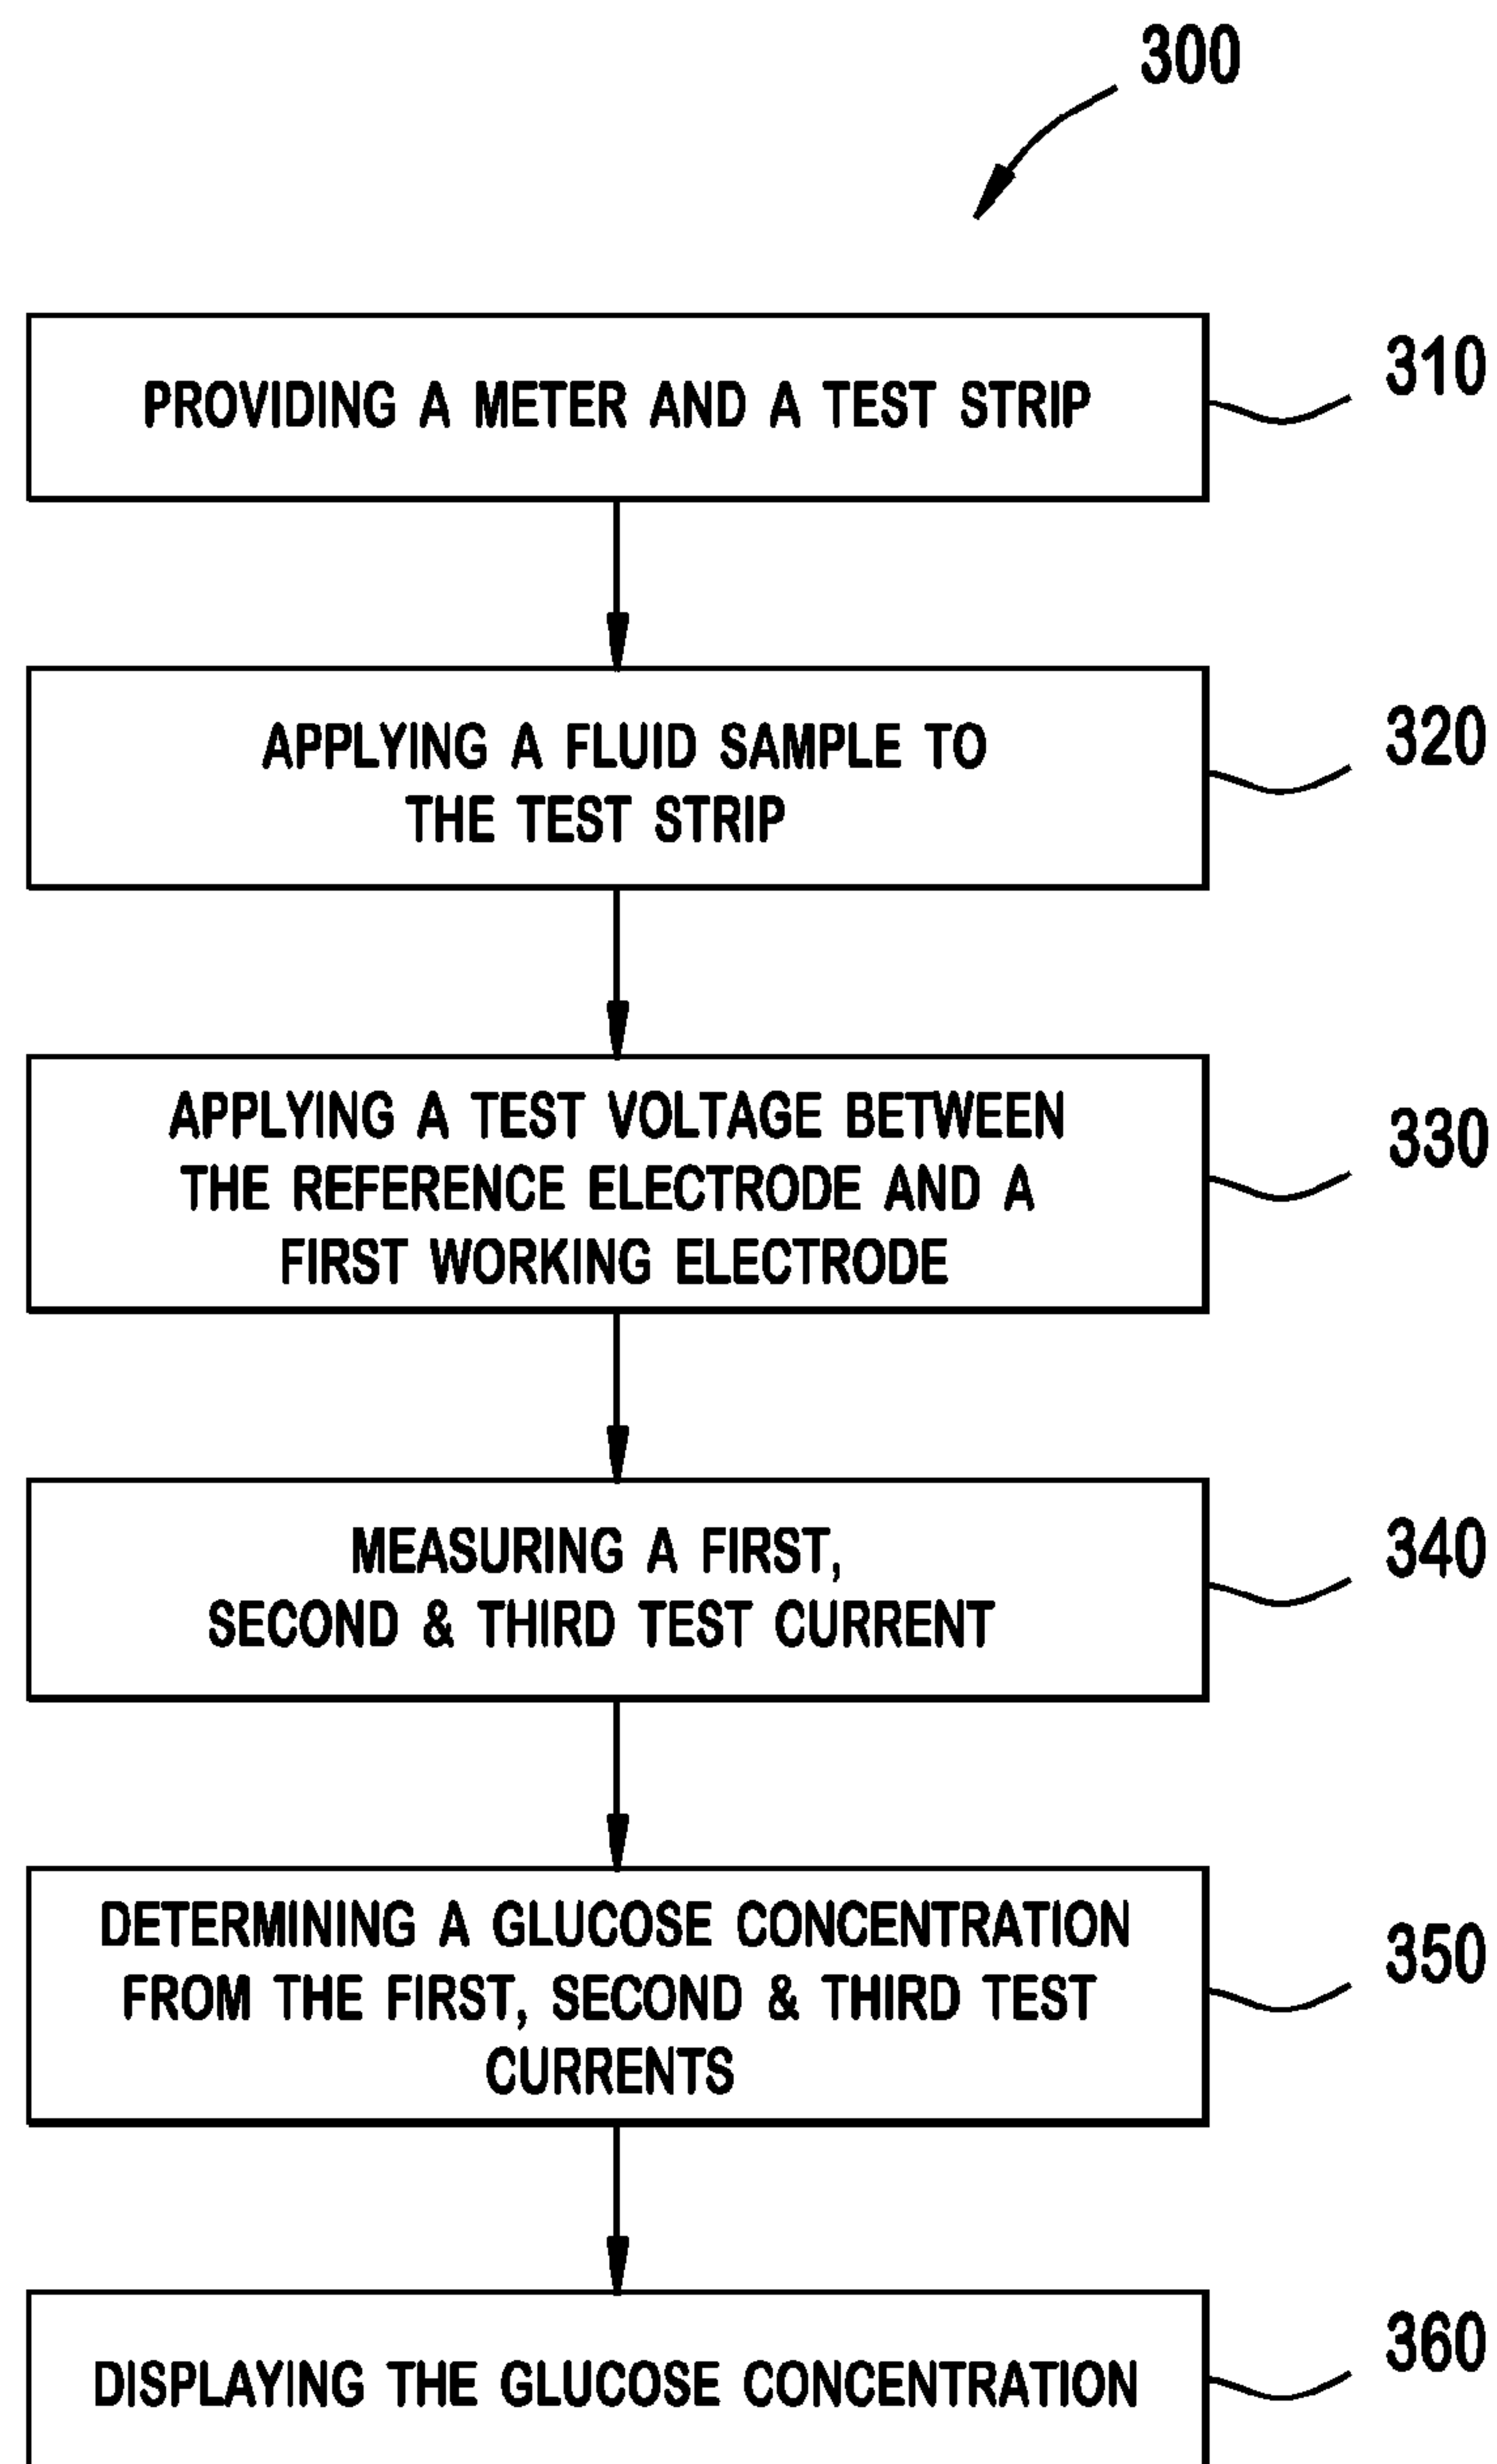 300
PROVIDING A METER AND A TEST STRIP
310
APPLYING A FLUID SAMPLE TO
THE TEST STRIP
320
APPLYING A TEST VOLTAGE BETWEEN
THE REFERENCE ELECTRODE AND A
FIRST WORKING ELECTRODE
330
MEASURING A FIRST,
SECOND & THIRD TEST CURRENT
340
DETERMINING A GLUCOSE CONCENTRATION
FROM THE FIRST, SECOND & THIRD TEST
CURRENTS
350
DISPLAYING THE GLUCOSE CONCENTRATION
360